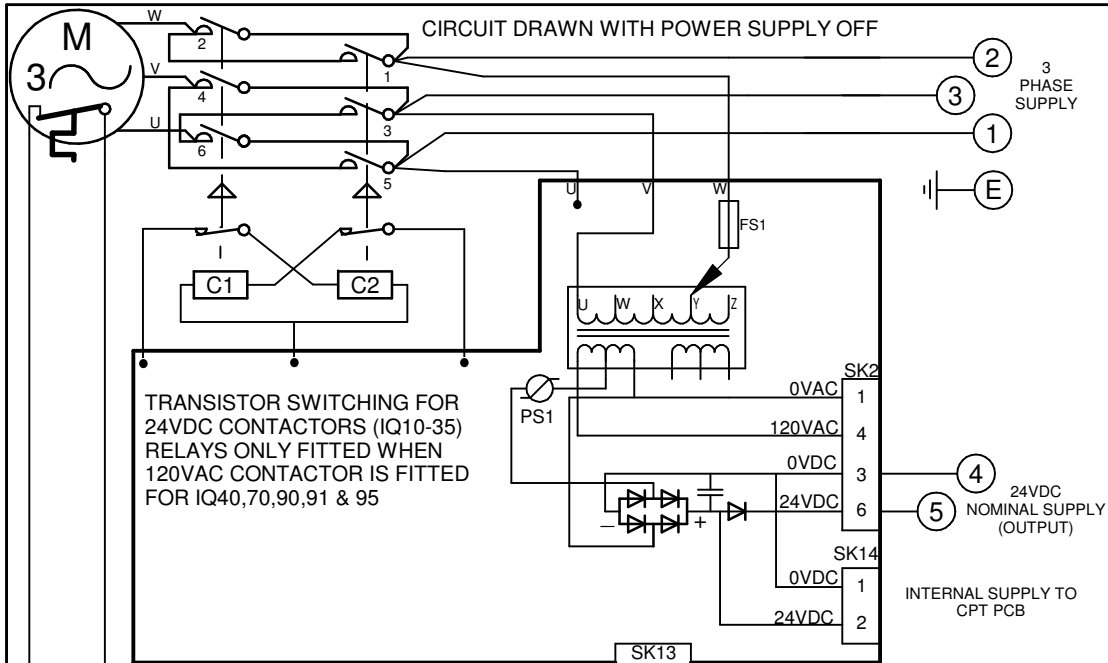 CIRCUIT DRAWN WITH POWER SUPPLY OFF
W
M
3
2
1
2
3
PHASE
SUPPLY
V
4
3
3
U
6
5
1
U
V
W
E
FS1
C1
C2
U
W
X
Y
Z
TRANSISTOR SWITCHING FOR
24VDC CONTACTORS (IQ10-35)
RELAYS ONLY FITTED WHEN
120VAC CONTACTOR IS FITTED
FOR IQ40,70,90,91 & 95
PS1
SK2
0VAC
1
120VAC
4
0VDC
3
4
24VDC
6
5
24VDC
NOMINAL SUPPLY
(OUTPUT)
–
+
SK14
0VDC
1
24VDC
2
INTERNAL SUPPLY TO
CPT PCB
SK13